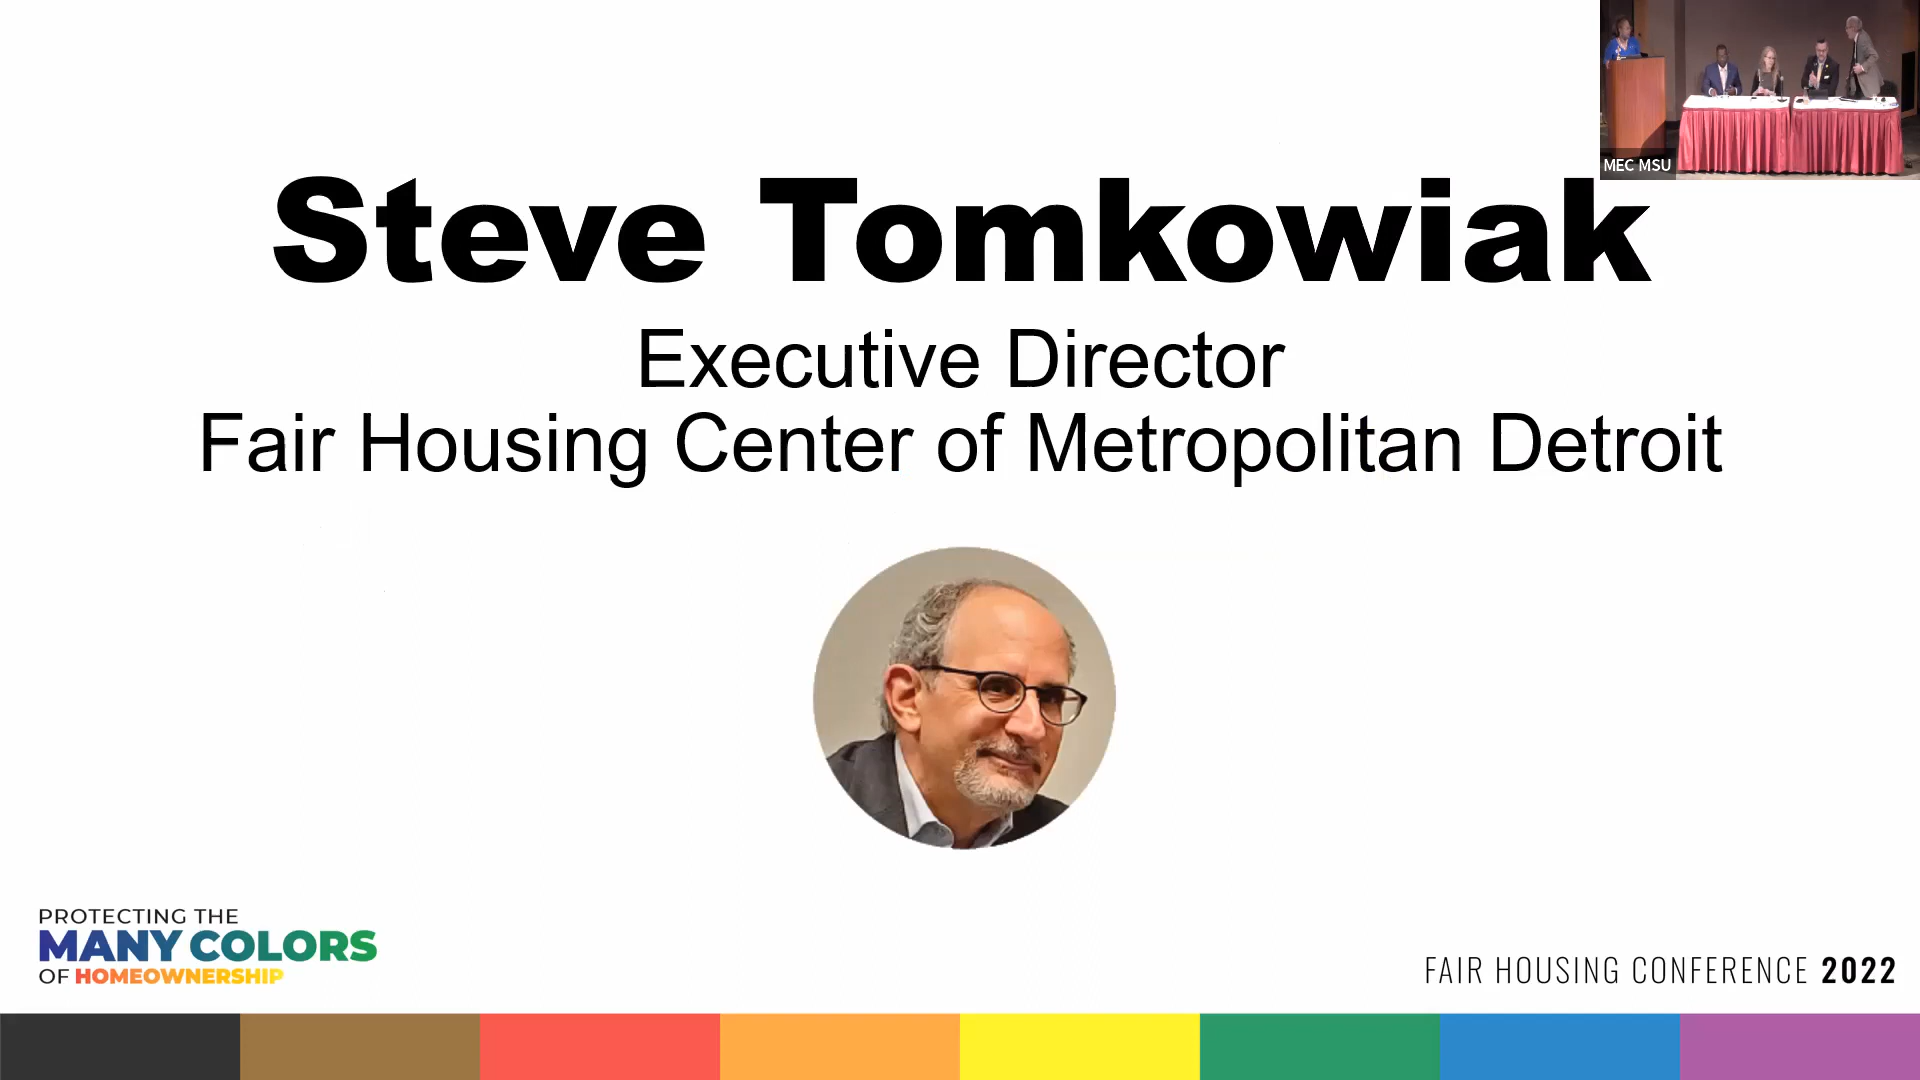 MEC MSU
Steve Tomkowiak
Executive Director
Fair Housing Center of Metropolitan Detroit
PROTECTING THE
MANY COLORS
OF HOMEOWNERSHIP
FAIR HOUSING CONFERENCE 2022